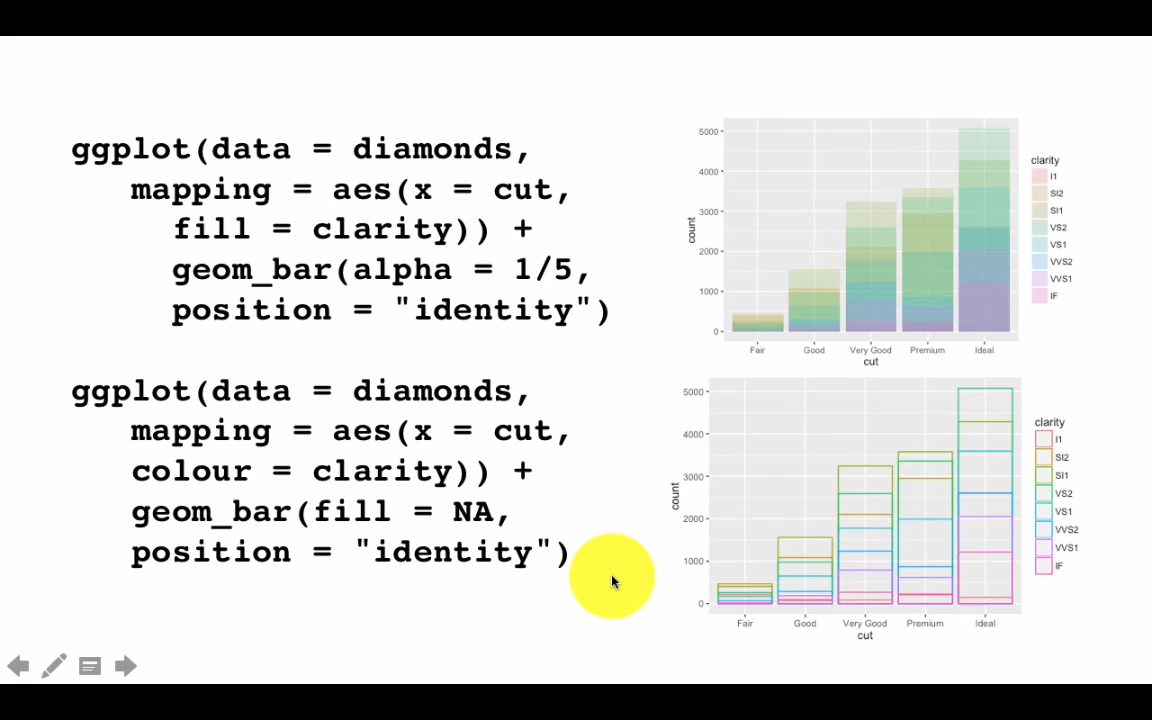 ggplot(data = diamonds,
mapping = aes(x = cut,
fill = clarity)) +
geom_bar(alpha = 1/5,
position = "identity")
ggplot(data = diamonds,
mapping = aes(x = cut,
colour = clarity)) +
geom_bar(fill = NA,
position = "identity")
5000
4000
3000
2000
1000
0
count
Fair Good Very Good Premium Ideal
cut
clarity
I1
SI2
SI1
VS2
VS1
VVS2
VVS1
IF
5000
4000
3000
2000
1000
0
count
Fair Good Very Good Premium Ideal
cut
clarity
I1
SI2
SI1
VS2
VS1
VVS2
VVS1
IF